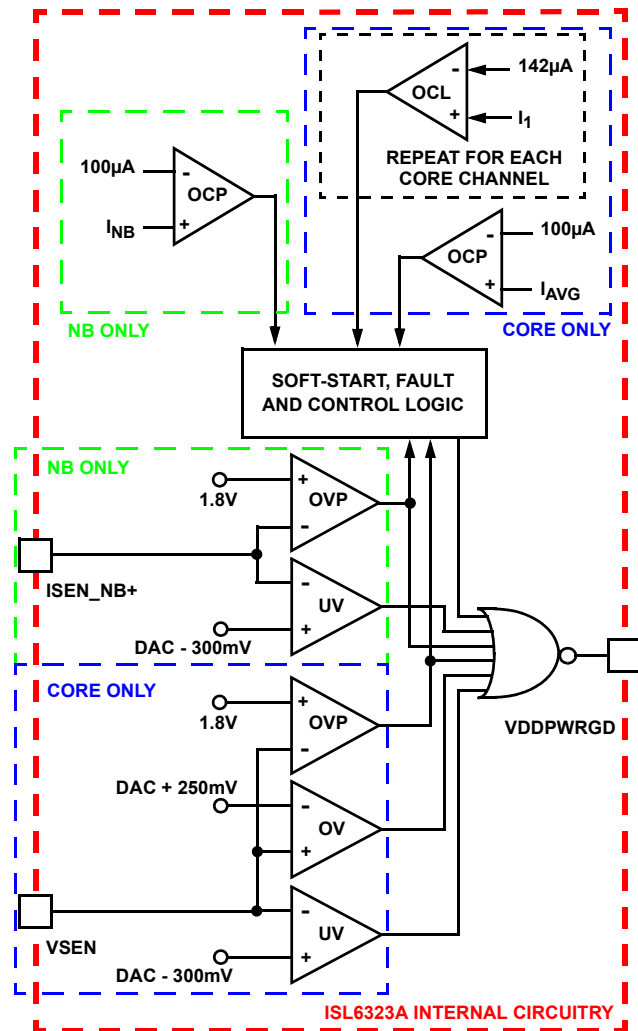 -
142µA
OCL
+
I1
REPEAT FOR EACH
CORE CHANNEL
100µA
-
OCP
INB
+
-
100µA
OCP
+
IAVG
NB ONLY
CORE ONLY
SOFT-START, FAULT
AND CONTROL LOGIC
NB ONLY
+
OVP
1.8V
-
ISEN_NB+
-
UV
DAC - 300mV
+
CORE ONLY
+
OVP
1.8V
-
VDDPWRGD
DAC + 250mV
-
OV
+
-
UV
VSEN
+
DAC - 300mV
ISL6323A INTERNAL CIRCUITRY